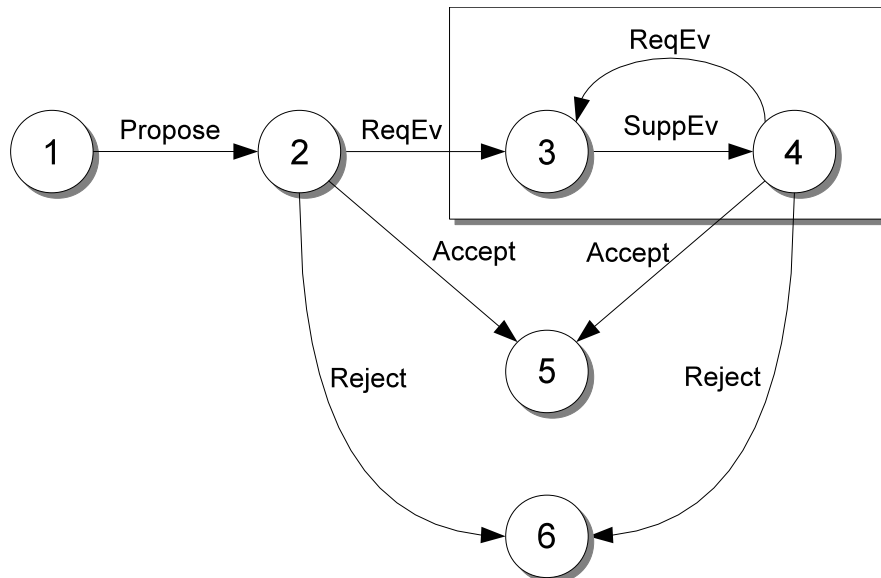 ReqEv
Propose
ReqEv
SuppEv
1
2
3
4
Accept
Accept
5
Reject
Reject
6